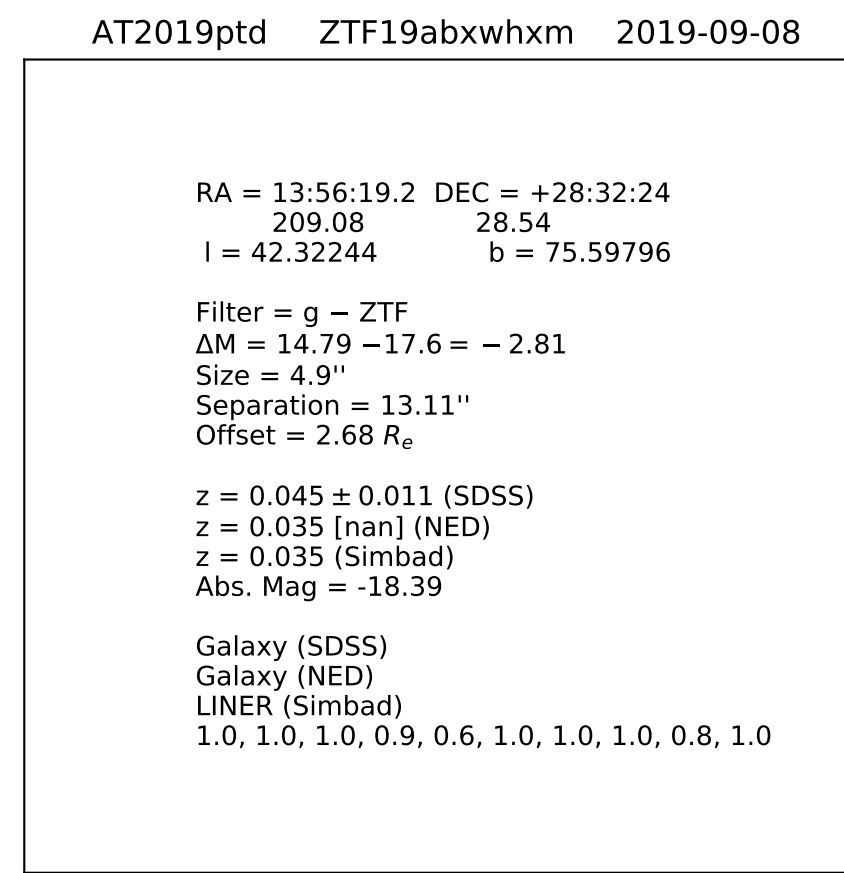 AT2019ptd ZTF19abxwhxm 2019-09-08
RA = 13:56:19.2 DEC = +28:32:24
209.08 28.54
l = 42.32244 b = 75.59796
Filter = g − ZTF
ΔM = 14.79 −17.6 = − 2.81
Size = 4.9''
Separation = 13.11''
Offset = 2.68 Re
z = 0.045 ± 0.011 (SDSS)
z = 0.035 [nan] (NED)
z = 0.035 (Simbad)
Abs. Mag = -18.39
Galaxy (SDSS)
Galaxy (NED)
LINER (Simbad)
1.0, 1.0, 1.0, 0.9, 0.6, 1.0, 1.0, 1.0, 0.8, 1.0